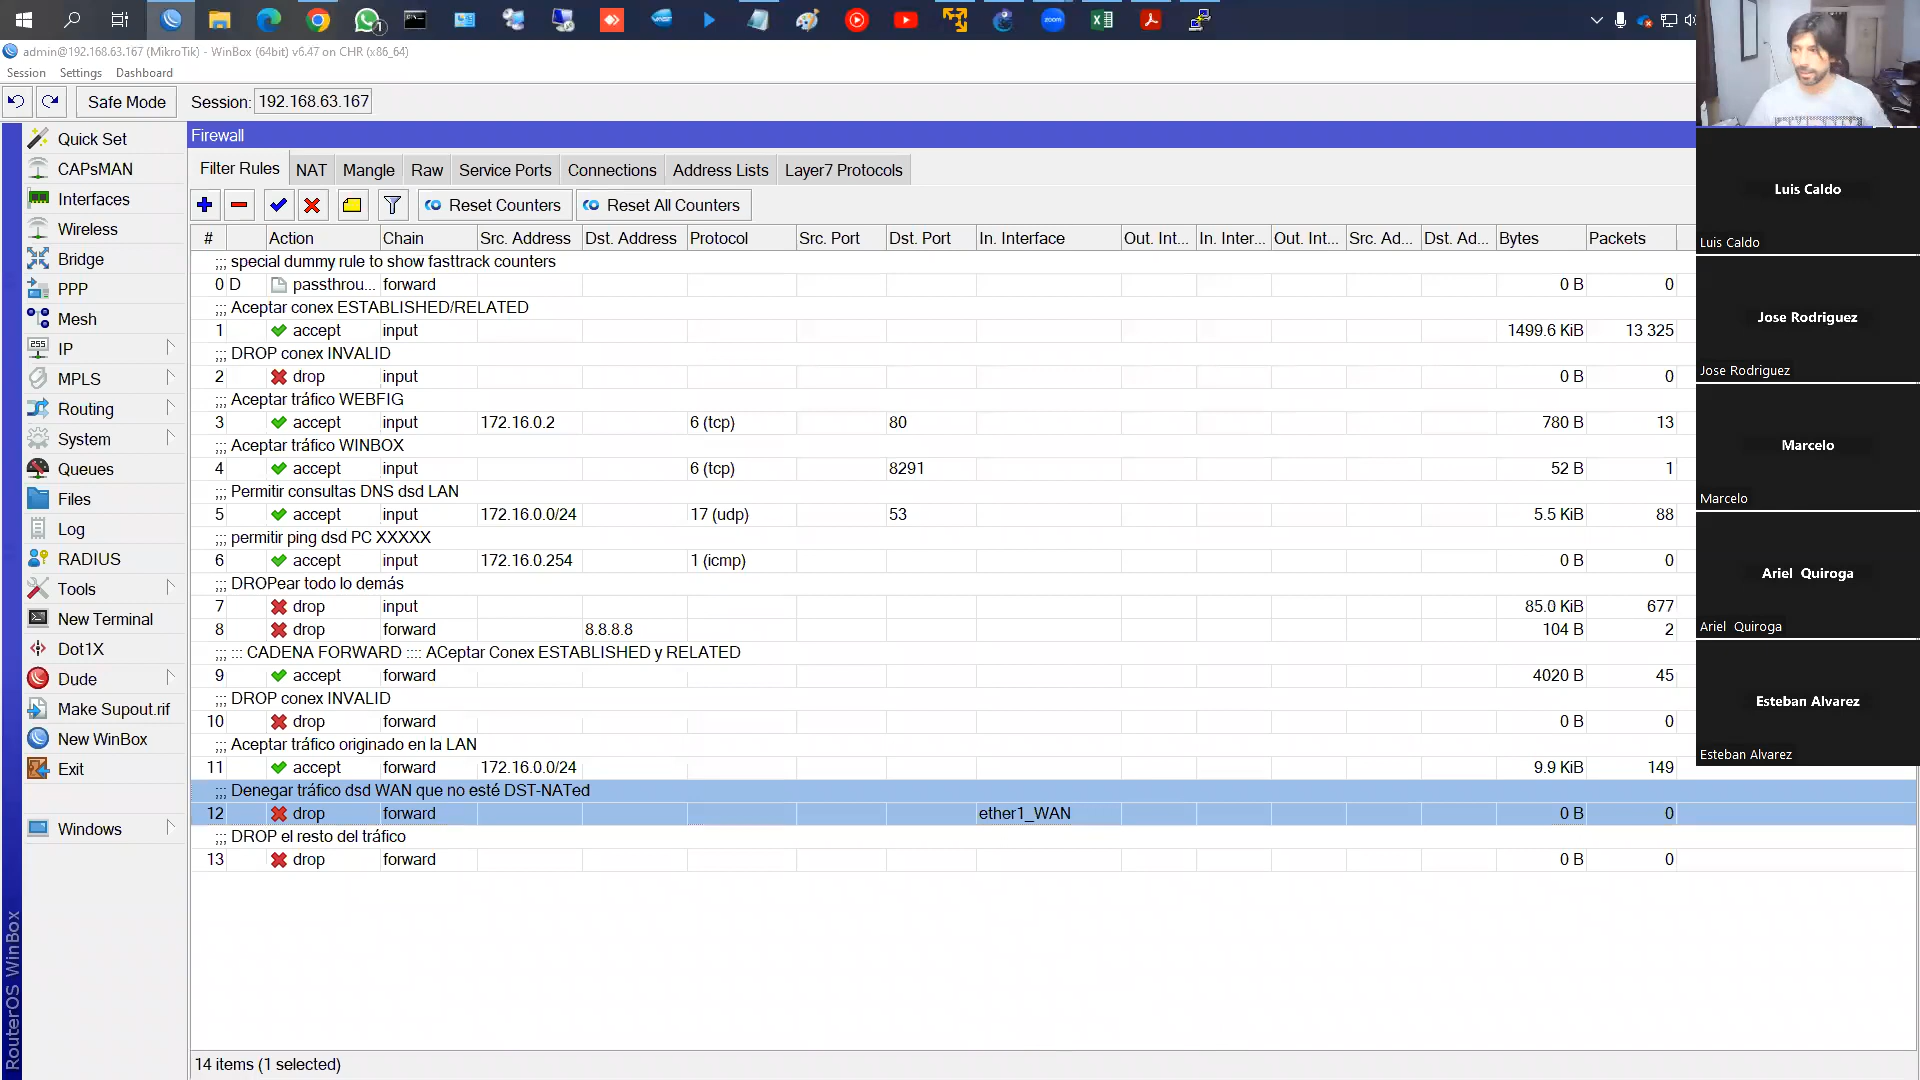 admin@192.168.63.167 (MikroTik) - WinBox (64bit) v6.47 on CHR (x86_64)
Session Settings Dashboard
Safe Mode Session: 192.168.63.167
Quick Set
CAPsMAN
Interfaces
Wireless
Bridge
PPP
Mesh
IP
MPLS
Routing
System
Queues
Files
Log
RADIUS
Tools
New Terminal
Dot1X
Dude
Make Supout.rif
New WinBox
Exit
Windows
RouterOS WinBox
Firewall
Filter Rules NAT Mangle Raw Service Ports Connections Address Lists Layer7 Protocols
Reset Counters Reset All Counters
# Action Chain Src. Address Dst. Address Protocol Src. Port Dst. Port In. Interface Out. Int... In. Inter... Out. Int... Src. Ad... Dst. Ad... Bytes Packets
;;; special dummy rule to show fasttrack counters
0 D passthrou... forward 0 B 0
;;; Aceptar conex ESTABLISHED/RELATED
1 accept input 1499.6 KiB 13 325
;;; DROP conex INVALID
2 drop input 0 B 0
;;; Aceptar tráfico WEBFIG
3 accept input 172.16.0.2 6 (tcp) 80 780 B 13
;;; Aceptar tráfico WINBOX
4 accept input 6 (tcp) 8291 52 B 1
;;; Permitir consultas DNS dsd LAN
5 accept input 172.16.0.0/24 17 (udp) 53 5.5 KiB 88
;;; permitir ping dsd PC XXXXX
6 accept input 172.16.0.254 1 (icmp) 0 B 0
;;; DROPear todo lo demás
7 drop input 85.0 KiB 677
8 drop forward 8.8.8.8 104 B 2
;;; ::: CADENA FORWARD :::: ACeptar Conex ESTABLISHED y RELATED
9 accept forward 4020 B 45
;;; DROP conex INVALID
10 drop forward 0 B 0
;;; Aceptar tráfico originado en la LAN
11 accept forward 172.16.0.0/24 9.9 KiB 149
;;; Denegar tráfico dsd WAN que no esté DST-NATed
12 drop forward ether1_WAN 0 B 0
;;; DROP el resto del tráfico
13 drop forward 0 B 0
14 items (1 selected)
Luis Caldo
Luis Caldo
Jose Rodriguez
Jose Rodriguez
Marcelo
Marcelo
Ariel Quiroga
Ariel Quiroga
Esteban Alvarez
Esteban Alvarez
255
zoom
1